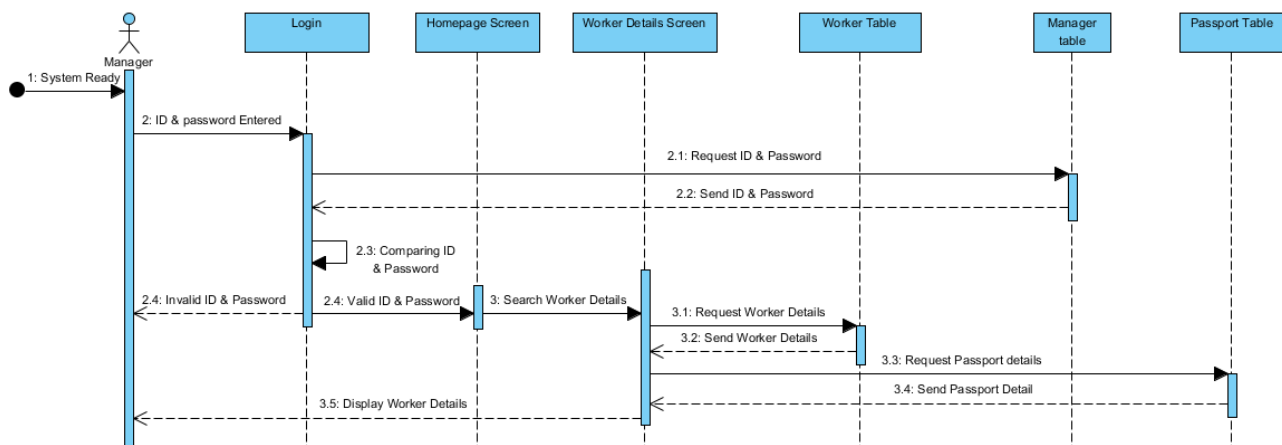 Login
Homepage Screen
Worker Details Screen
Worker Table
Manager
table
Passport Table
Manager
1: System Ready
2: ID & password Entered
2.1: Request ID & Password
2.2: Send ID & Password
2.3: Comparing ID
& Password
2.4: Invalid ID & Password
2.4: Valid ID & Password
3: Search Worker Details
3.1: Request Worker Details
3.2: Send Worker Details
3.3: Request Passport details
3.4: Send Passport Detail
3.5: Display Worker Details